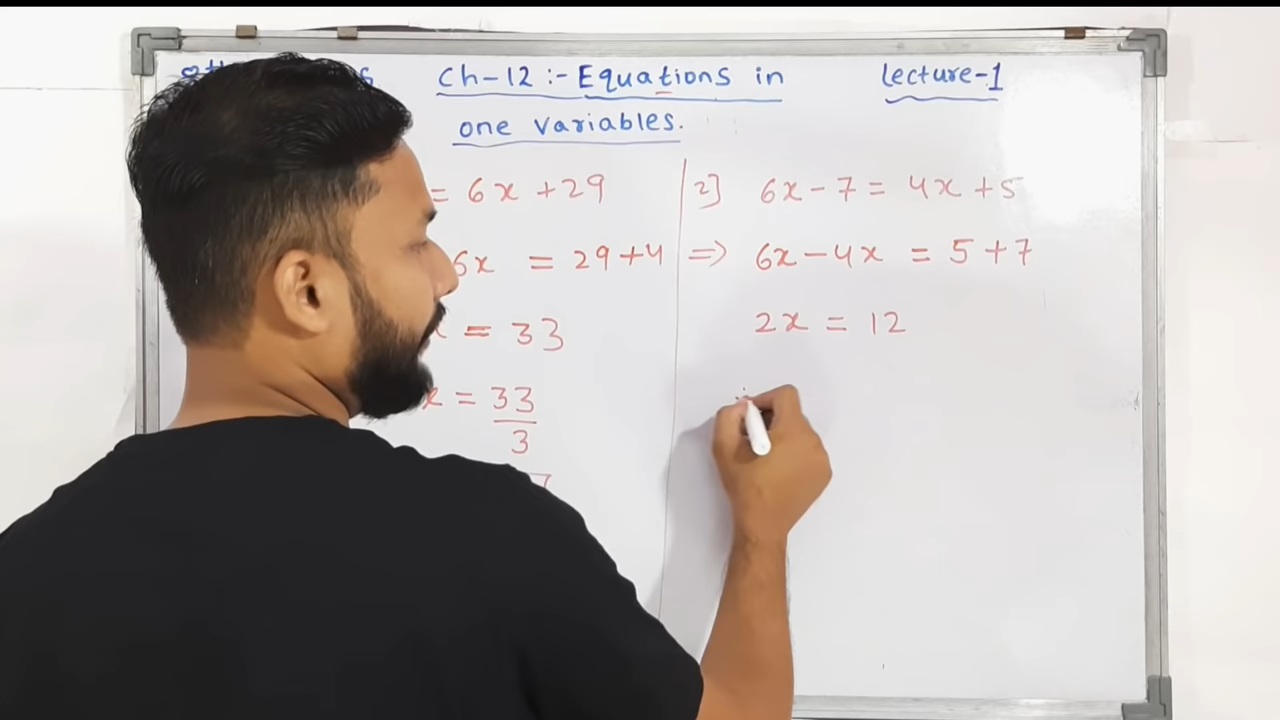 Ch-12 :- Equations in
one variables.
Lecture-1
= 6x + 29
6x = 29+4
= 33
x = 33
3
2] 6x - 7 = 4x + 5
=> 6x - 4x = 5 + 7
2x = 12